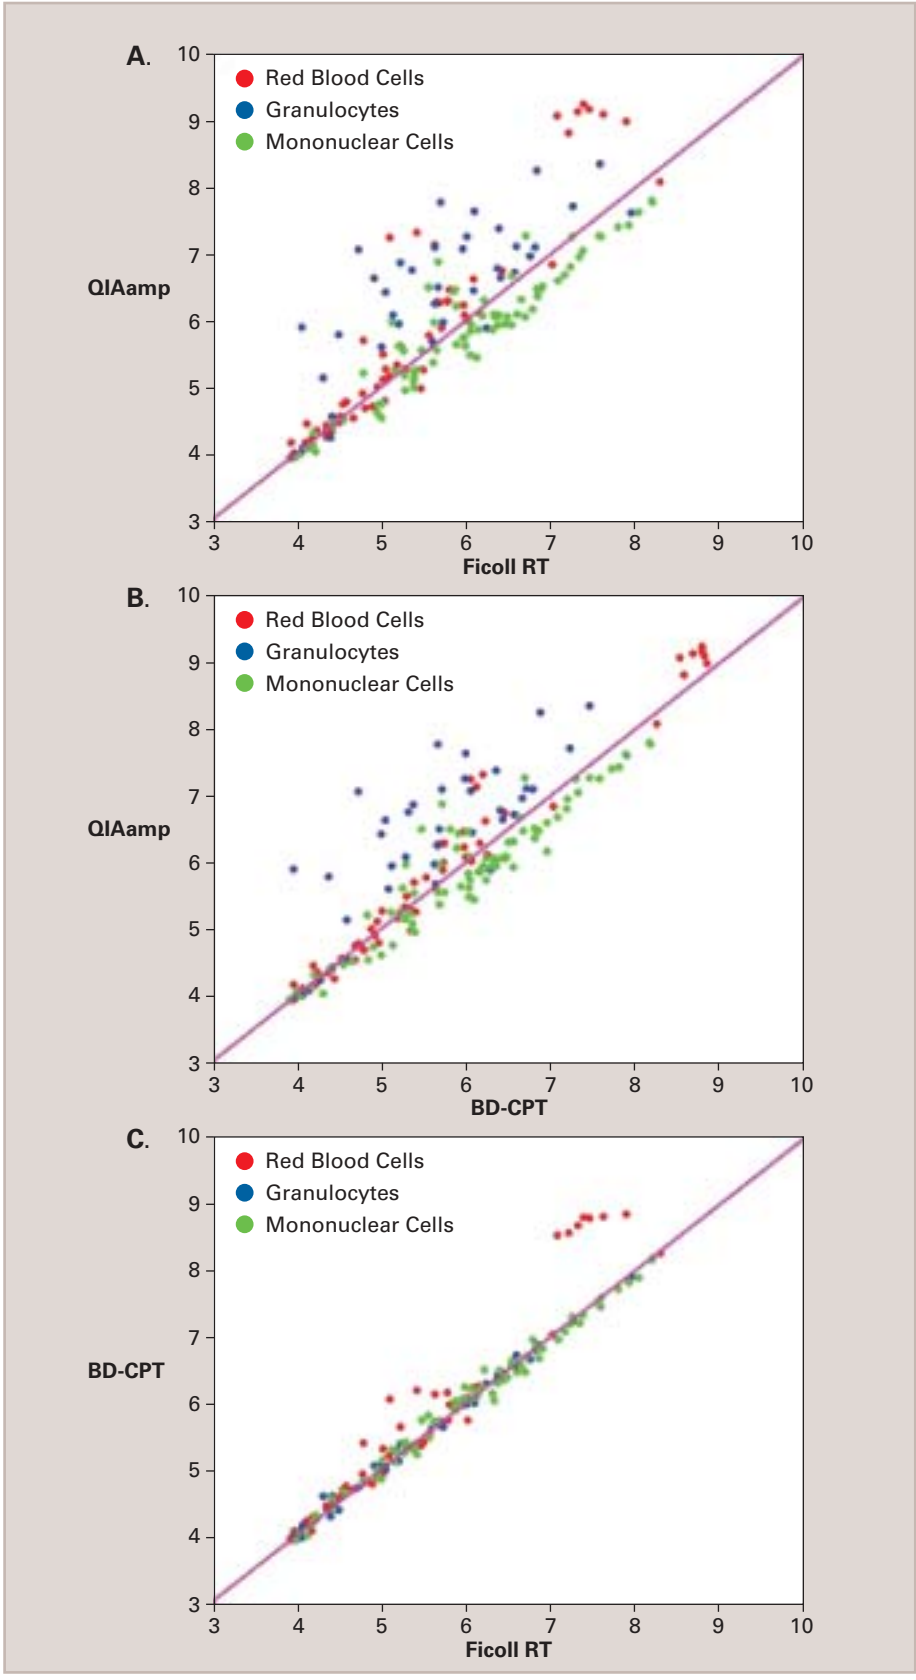 A.
10
Red Blood Cells
9
Granulocytes
Mononuclear Cells
8
7
QIAamp
6
5
4
3
3 4 5 6 7 8 9 10
Ficoll RT
B.
10
Red Blood Cells
9
Granulocytes
Mononuclear Cells
8
7
QIAamp
6
5
4
3
3 4 5 6 7 8 9 10
BD-CPT
C.
10
Red Blood Cells
9
Granulocytes
Mononuclear Cells
8
7
BD-CPT
6
5
4
3
3 4 5 6 7 8 9 10
Ficoll RT